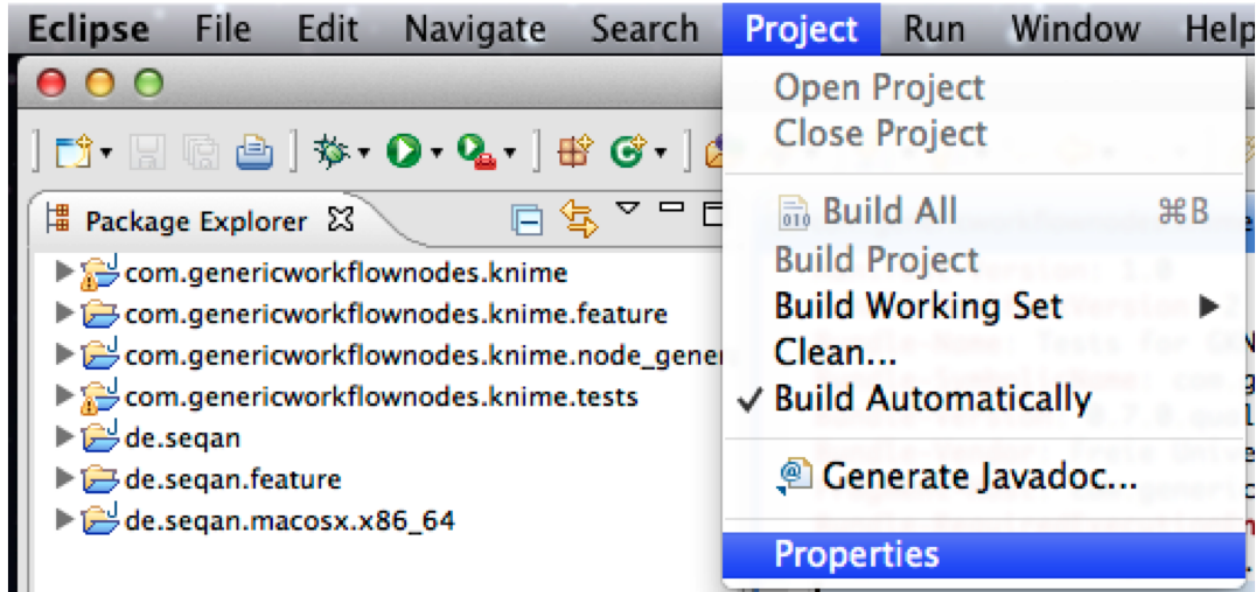 Eclipse File Edit Navigate Search Project Run Window Help
Open Project
Close Project
Build All ⌘B
Build Project
Build Working Set
Clean...
Build Automatically
Generate Javadoc...
Properties
Package Explorer
com.genericworkflownodes.knime
com.genericworkflownodes.knime.feature
com.genericworkflownodes.knime.node_gener
com.genericworkflownodes.knime.tests
de.seqan
de.seqan.feature
de.seqan.macosx.x86_64